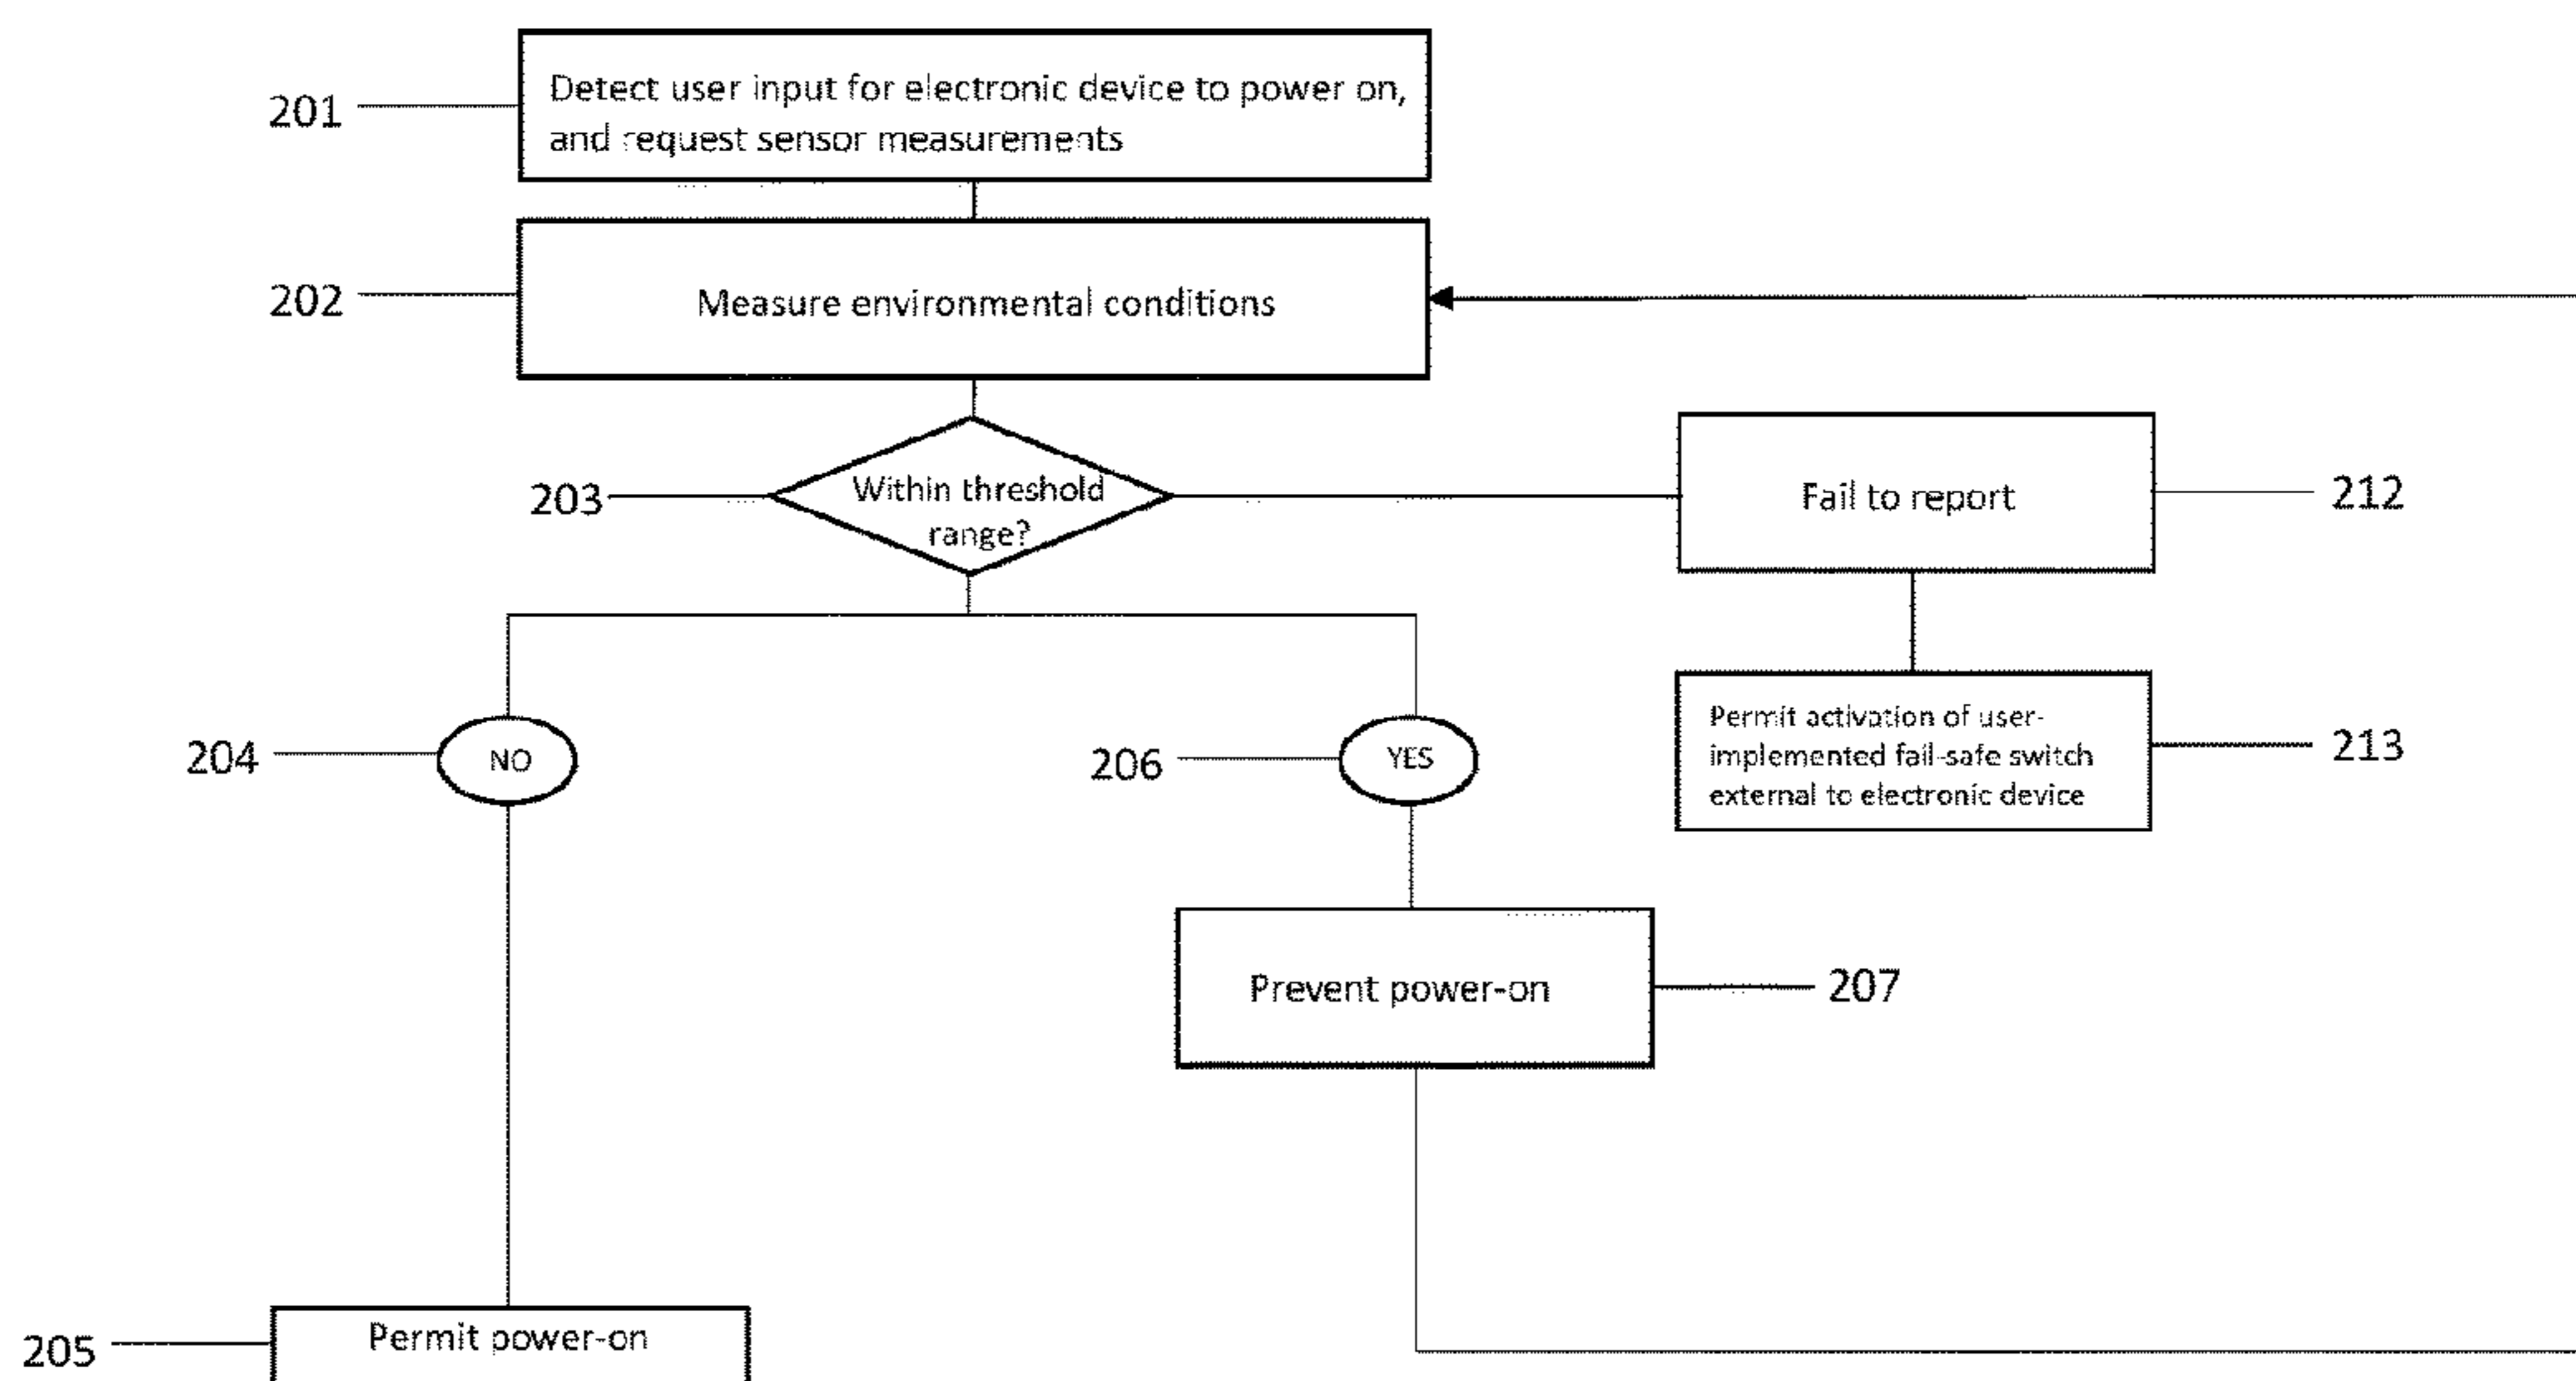 201
Detect user input for electronic device to power on,
and request sensor measurements
202
Measure environmental conditions
203
Within threshold
range?
Fail to report
212
204
NO
206
YES
Permit activation of user-
implemented fail-safe switch
external to electronic device
213
Prevent power-on
207
205
Permit power-on